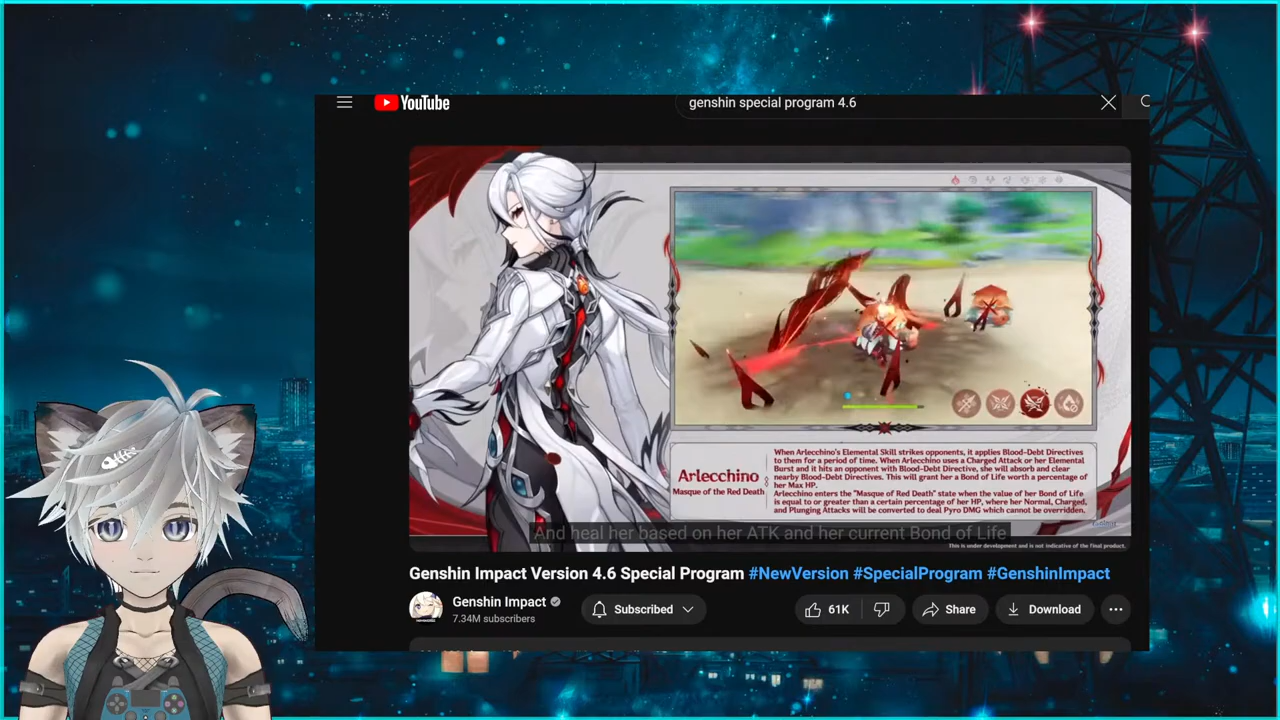 YouTube
genshin special program 4.6
Arlecchino
Masque of the Red Death
When Arlecchino's Elemental Skill strikes opponents, it applies Blood-Debt Directives
to them for a period of time. When Arlecchino uses a Charged Attack or her Elemental
Burst and it hits an opponent with Blood-Debt Directive, she will absorb and clear
nearby Blood-Debt Directives. This will grant her a Bond of Life worth a percentage of
her Max HP.
Arlecchino enters the "Masque of Red Death" state when the value of her Bond of Life
is equal to or greater than a certain percentage of her HP, where her Normal, Charged,
and Plunging Attacks will be converted to deal Pyro DMG which cannot be overridden.
And heal her based on her ATK and her current Bond of Life
This is under development and is not indicative of the final product.
Genshin Impact Version 4.6 Special Program #NewVersion #SpecialProgram #GenshinImpact
Genshin Impact
7.34M subscribers
Subscribed
61K
Share
Download